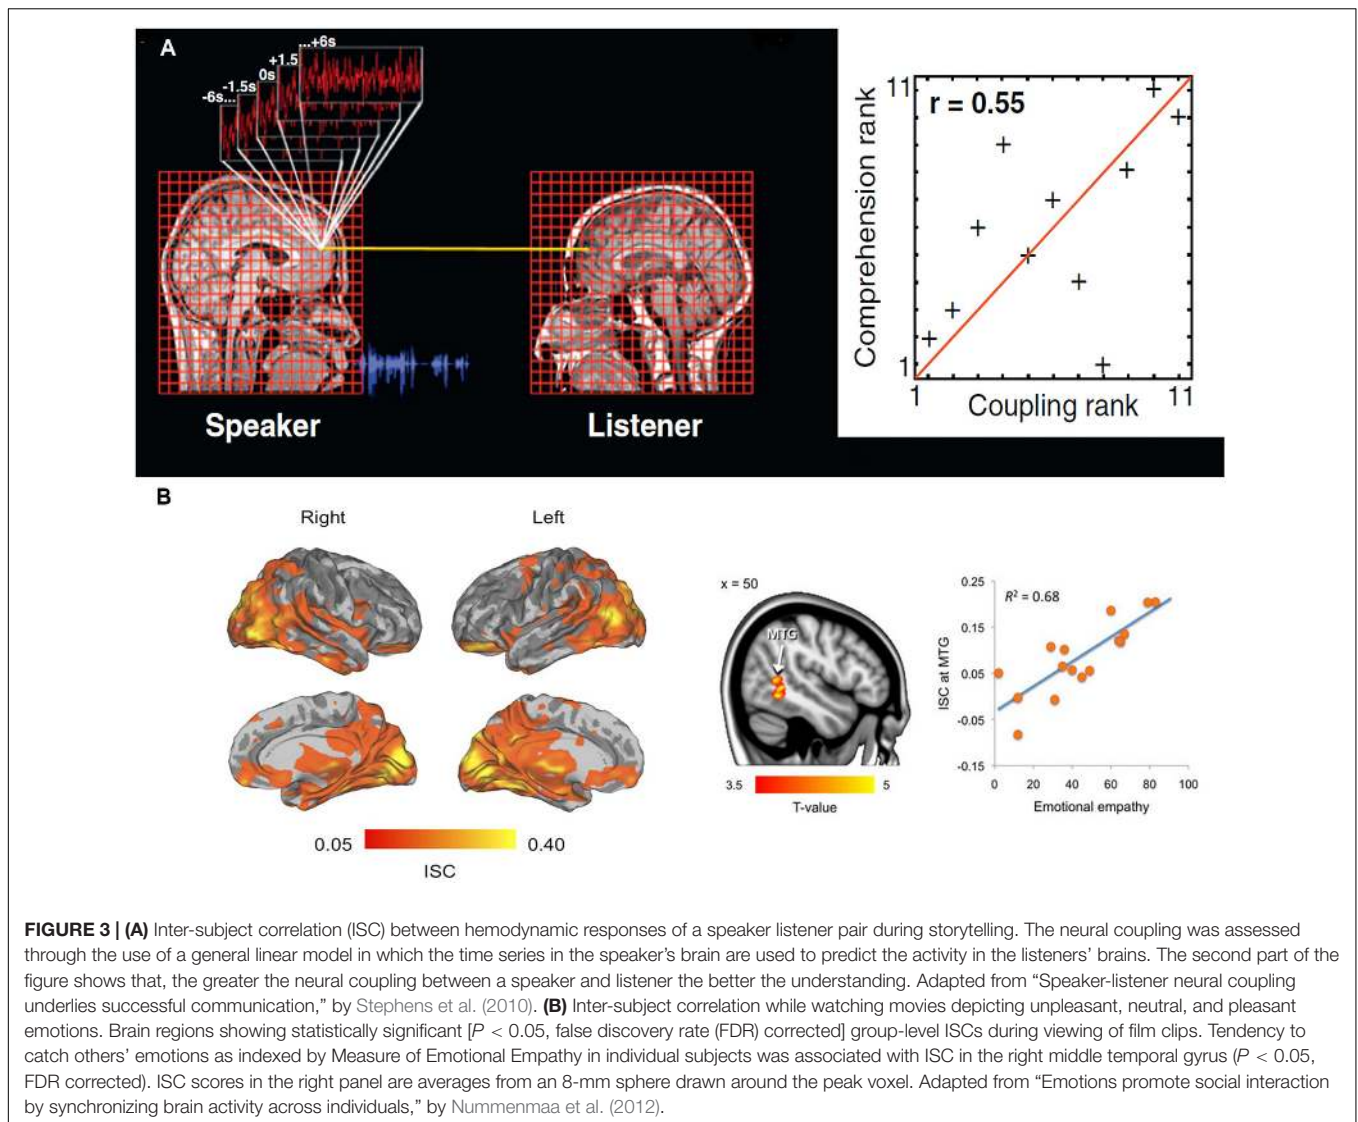 A
-6s...
-1.5s
0s
+1.5
...+6s
Speaker
Listener
11
r = 0.55
Comprehension rank
1
1
11
Coupling rank
B
Right
Left
0.05
0.40
ISC
x = 50
MTG
3.5
5
T-value
0.25
R² = 0.68
0.15
ISC at MTG
0.05
-0.05
-0.15
0
20
40
60
80
100
Emotional empathy
FIGURE 3 | (A) Inter-subject correlation (ISC) between hemodynamic responses of a speaker listener pair during storytelling. The neural coupling was assessed
through the use of a general linear model in which the time series in the speaker's brain are used to predict the activity in the listeners' brains. The second part of the
figure shows that, the greater the neural coupling between a speaker and listener the better the understanding. Adapted from “Speaker-listener neural coupling
underlies successful communication,” by Stephens et al. (2010). (B) Inter-subject correlation while watching movies depicting unpleasant, neutral, and pleasant
emotions. Brain regions showing statistically significant [P < 0.05, false discovery rate (FDR) corrected] group-level ISCs during viewing of film clips. Tendency to
catch others' emotions as indexed by Measure of Emotional Empathy in individual subjects was associated with ISC in the right middle temporal gyrus (P < 0.05,
FDR corrected). ISC scores in the right panel are averages from an 8-mm sphere drawn around the peak voxel. Adapted from “Emotions promote social interaction
by synchronizing brain activity across individuals,” by Nummenmaa et al. (2012).